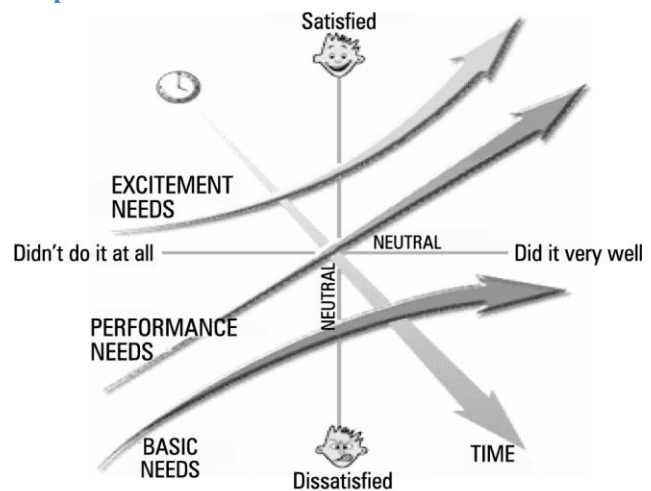 Satisfied
EXCITEMENT
NEEDS
NEUTRAL
Didn't do it at all
Did it very well
NEUTRAL
PERFORMANCE
NEEDS
BASIC
NEEDS
TIME
Dissatisfied